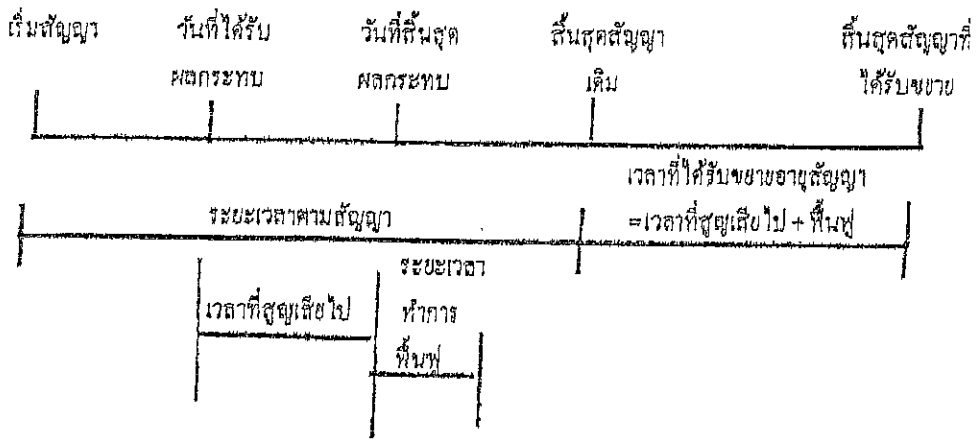 เริ่มสัญญา วันที่ได้รับ วันที่สิ้นสุด สิ้นสุดสัญญา สิ้นสุดสัญญาที่
ผลกระทบ ผลกระทบ เดิม ได้รับขยาย
เวลาที่ได้รับขยายอายุสัญญา
ระยะเวลาตามสัญญา =เวลาที่สูญเสียไป + ฟื้นฟู
ระยะเวลา
เวลาที่สูญเสียไป ทำการ
ฟื้นฟู